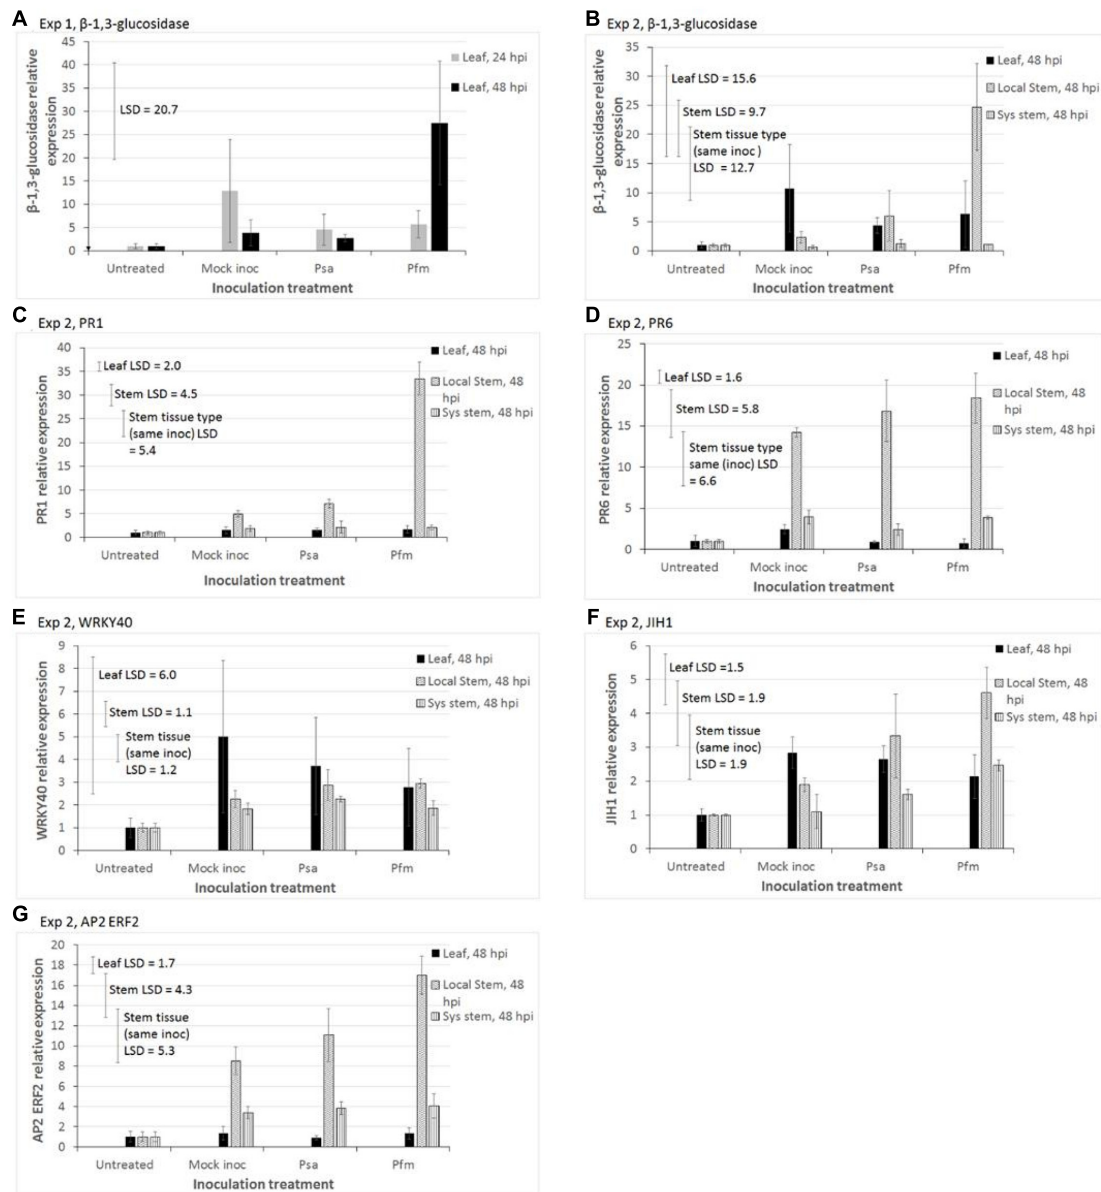 A
Exp 1, β-1,3-glucosidase
β-1,3-glucosidase relative
expression
45
40
35
30
25
20
15
10
5
0
LSD = 20.7
Leaf, 24 hpi
Leaf, 48 hpi
Untreated
Mock inoc
Psa
Pfm
Inoculation treatment
B
Exp 2, β-1,3-glucosidase
β-1,3-glucosidase relative
expression
35
30
25
20
15
10
5
0
Leaf LSD = 15.6
Stem LSD = 9.7
Stem tissue type
(same inoc )
LSD = 12.7
Leaf, 48 hpi
Local Stem, 48 hpi
Sys stem, 48 hpi
Untreated
Mock inoc
Psa
Pfm
Inoculation treatment
C
Exp 2, PR1
PR1 relative expression
40
35
30
25
20
15
10
5
0
Leaf LSD = 2.0
Stem LSD = 4.5
Stem tissue type
(same inoc) LSD
= 5.4
Leaf, 48 hpi
Local Stem, 48
hpi
Sys stem, 48 hpi
Untreated
Mock inoc
Psa
Pfm
Inoculation treatment
D
Exp 2, PR6
PR6 relative expression
25
20
15
10
5
0
Leaf LSD = 1.6
Stem LSD = 5.8
Stem tissue type
same (inoc) LSD
= 6.6
Leaf, 48 hpi
Local Stem, 48
hpi
Sys stem, 48 hpi
Untreated
Mock inoc
Psa
Pfm
Inoculation treatment
E
Exp 2, WRKY40
WRKY40 relative expression
9
8
7
6
5
4
3
2
1
0
Leaf LSD = 6.0
Stem LSD = 1.1
Stem tissue
(same inoc)
LSD = 1.2
Leaf, 48 hpi
Local Stem, 48 hpi
Sys stem, 48 hpi
Untreated
Mock inoc
Psa
Pfm
Inoculation treatment
F
Exp 2, JIH1
JIH1 relative expression
6
5
4
3
2
1
0
Leaf LSD =1.5
Stem LSD = 1.9
Stem tissue
(same inoc)
LSD = 1.9
Leaf, 48 hpi
Local Stem, 48
hpi
Sys stem, 48 hpi
Untreated
Mock inoc
Psa
Pfm
Inoculation treatment
G
Exp 2, AP2 ERF2
AP2 ERF2 relative expression
20
18
16
14
12
10
8
6
4
2
0
Leaf LSD = 1.7
Stem LSD = 4.3
Stem tissue
(same inoc)
LSD = 5.3
Leaf, 48 hpi
Local Stem, 48
hpi
Sys stem, 48 hpi
Untreated
Mock inoc
Psa
Pfm
Inoculation treatment